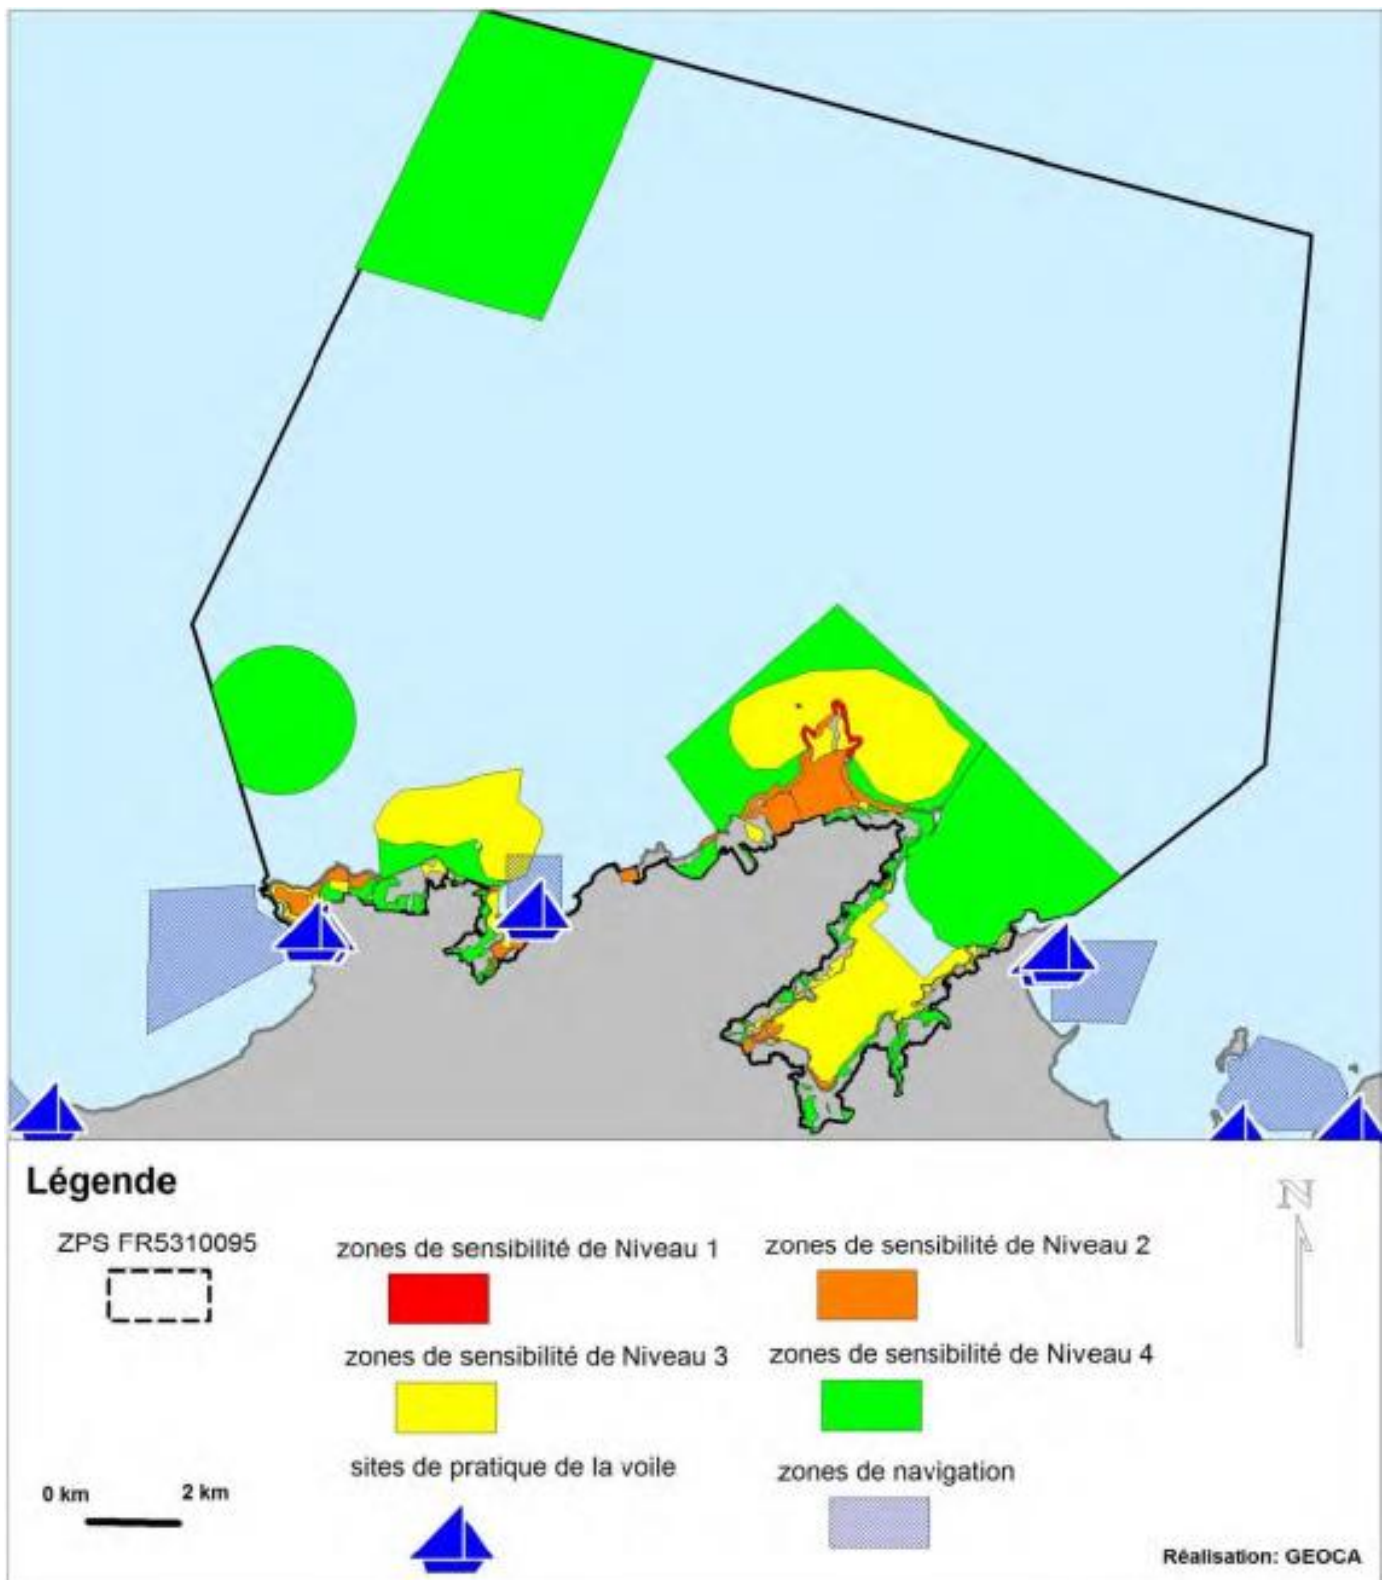 Légende
ZPS FR5310095
zones de sensibilité de Niveau 1
zones de sensibilité de Niveau 2
zones de sensibilité de Niveau 3
zones de sensibilité de Niveau 4
sites de pratique de la voile
zones de navigation
0 km 2 km
N
Réalisation: GEOCA